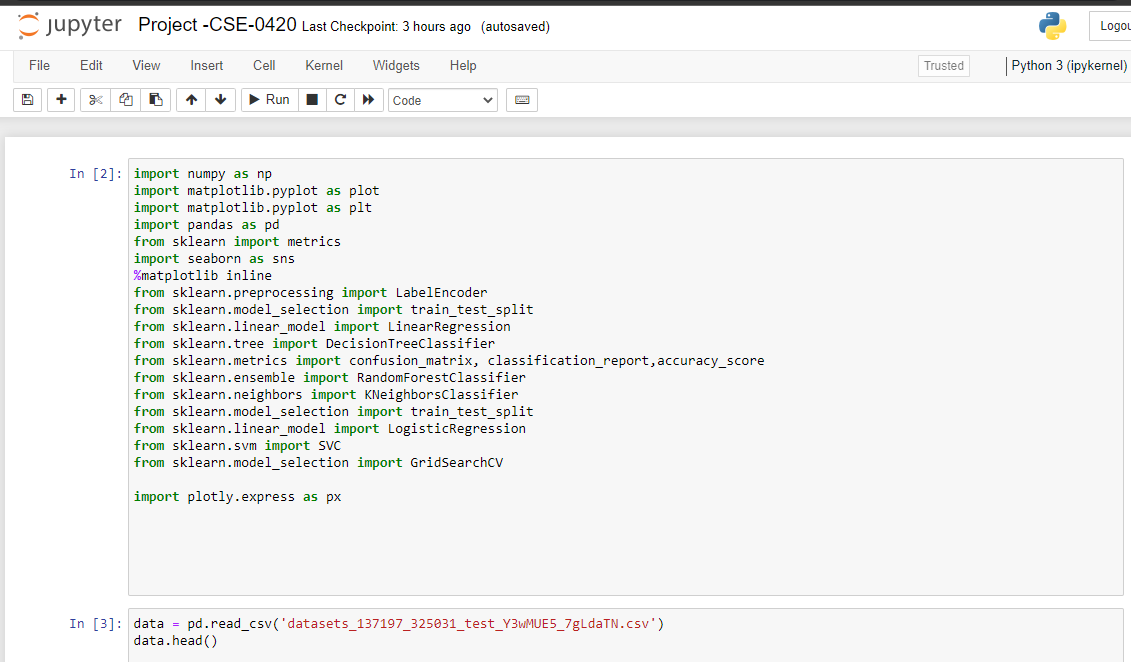 jupyter Project -CSE-0420 Last Checkpoint: 3 hours ago (autosaved)
File Edit View Insert Cell Kernel Widgets Help Trusted Python 3 (ipykernel)
Run Code
In [2]: import numpy as np
import matplotlib.pyplot as plot
import matplotlib.pyplot as plt
import pandas as pd
from sklearn import metrics
import seaborn as sns
%matplotlib inline
from sklearn.preprocessing import LabelEncoder
from sklearn.model_selection import train_test_split
from sklearn.linear_model import LinearRegression
from sklearn.tree import DecisionTreeClassifier
from sklearn.metrics import confusion_matrix, classification_report,accuracy_score
from sklearn.ensemble import RandomForestClassifier
from sklearn.neighbors import KNeighborsClassifier
from sklearn.model_selection import train_test_split
from sklearn.linear_model import LogisticRegression
from sklearn.svm import SVC
from sklearn.model_selection import GridSearchCV
import plotly.express as px
In [3]: data = pd.read_csv('datasets_137197_325031_test_Y3wMUE5_7gLdaTN.csv')
data.head()